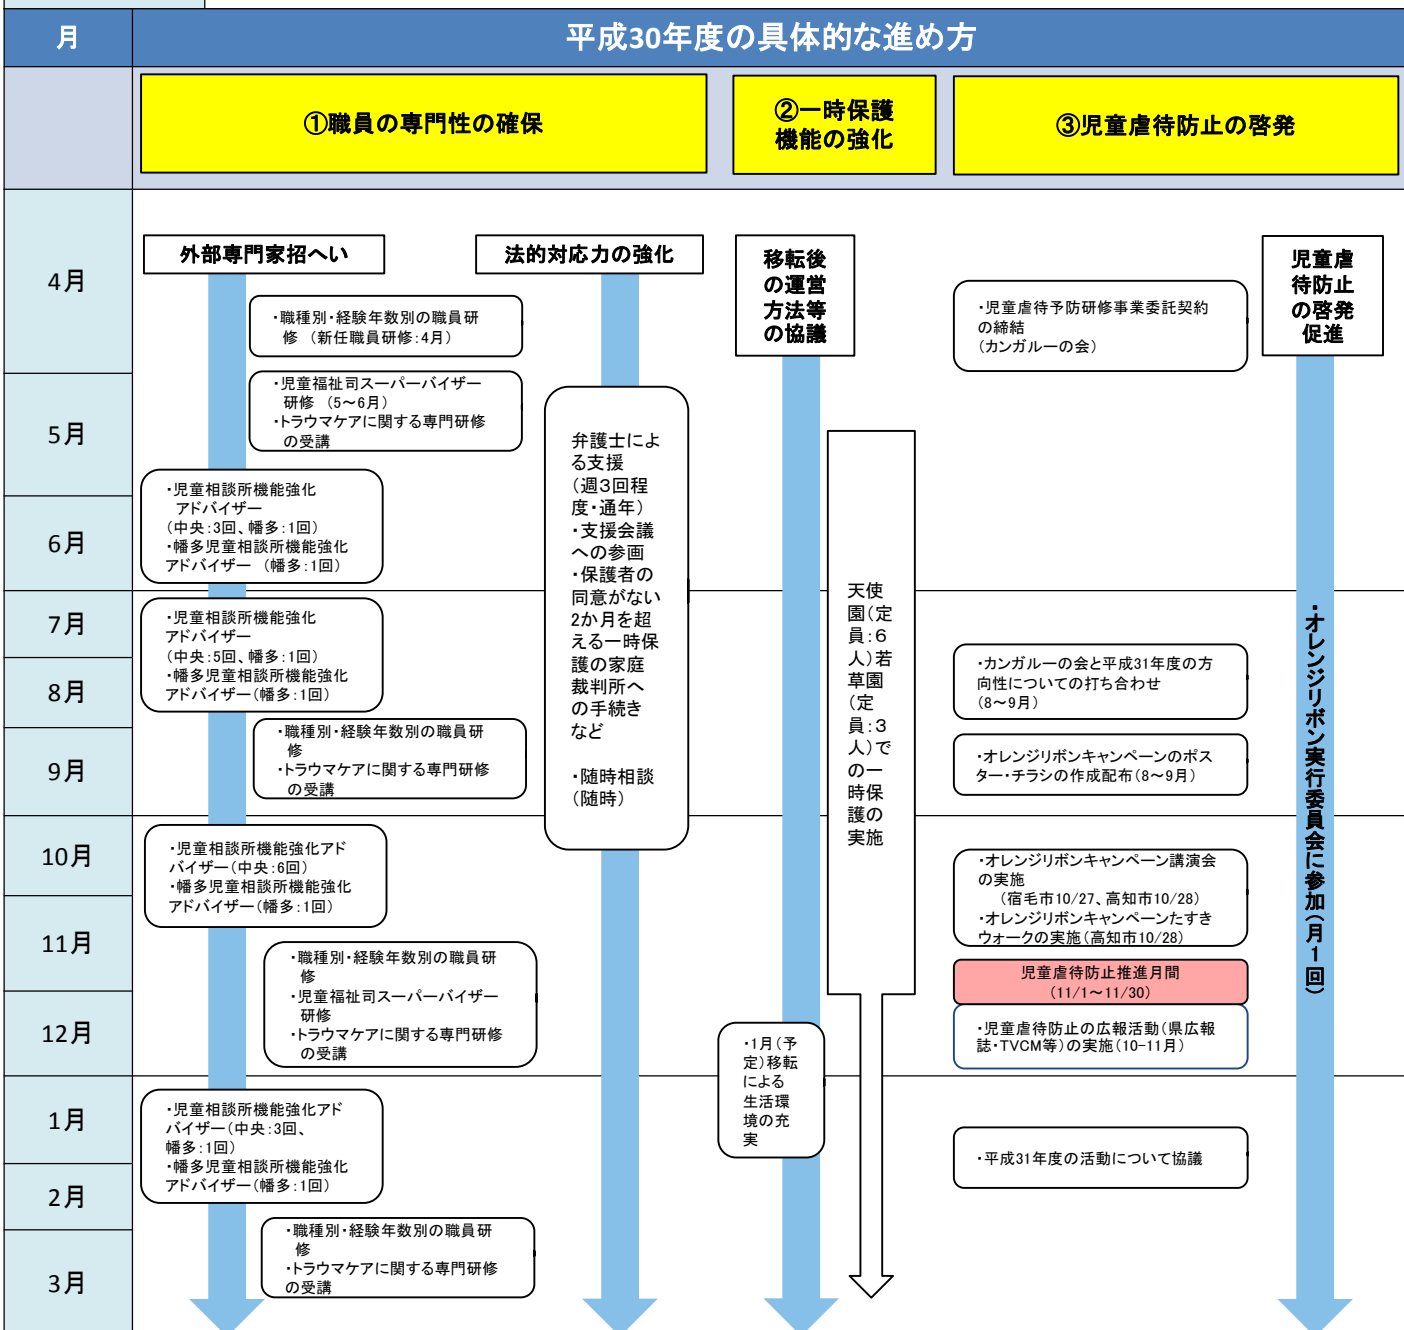 月
平成30年度の具体的な進め方
①職員の専門性の確保
②一時保護
機能の強化
③児童虐待防止の啓発
4月
5月
6月
7月
8月
9月
10月
11月
12月
1月
2月
3月
外部専門家招へい
・職種別・経験年数別の職員研
修 (新任職員研修:4月)
・児童福祉司スーパーバイザー
研修 (5～6月)
・トラウマケアに関する専門研修
の受講
・児童相談所機能強化
アドバイザー
(中央:3回、幡多:1回)
・幡多児童相談所機能強化
アドバイザー (幡多:1回)
・児童相談所機能強化
アドバイザー
(中央:5回、幡多:1回)
・幡多児童相談所機能強化
アドバイザー(幡多:1回)
・職種別・経験年数別の職員研
修
・トラウマケアに関する専門研修
の受講
・児童相談所機能強化アド
バイザー(中央:6回)
・幡多児童相談所機能強化
アドバイザー(幡多:1回)
・職種別・経験年数別の職員研
修
・児童福祉司スーパーバイザー
研修
・トラウマケアに関する専門研修
の受講
・児童相談所機能強化アド
バイザー(中央:3回、
幡多:1回)
・幡多児童相談所機能強化
アドバイザー(幡多:1回)
・職種別・経験年数別の職員研
修
・トラウマケアに関する専門研修
の受講
法的対応力の強化
弁護士によ
る支援
(週3回程
度・通年)
・支援会議
への参画
・保護者の
同意がない
2か月を超
える一時保
護の家庭
裁判所へ
の手続き
など
・随時相談
(随時)
移転後
の運営
方法等
の協議
天使
園(定
員:6
人)若
草園
(定
員:3
人)で
の一
時保
護の
実施
・1月(予
定)移転
による
生活環
境の充
実
・児童虐待予防研修事業委託契約
の締結
(カンガルーの会)
・カンガルーの会と平成31年度の方
向性についての打ち合わせ
(8～9月)
・オレンジリボンキャンペーンのポス
ター・チラシの作成配布(8～9月)
・オレンジリボンキャンペーン講演会
の実施
(宿毛市10/27、高知市10/28)
・オレンジリボンキャンペーンたすき
ウォークの実施(高知市10/28)
児童虐待防止推進月間
(11/1～11/30)
・児童虐待防止の広報活動(県広報
誌・TVCM等)の実施(10-11月)
・平成31年度の活動について協議
児童虐
待防止
の啓発
促進
・オレンジリボン実行委員会に参加(月1回)